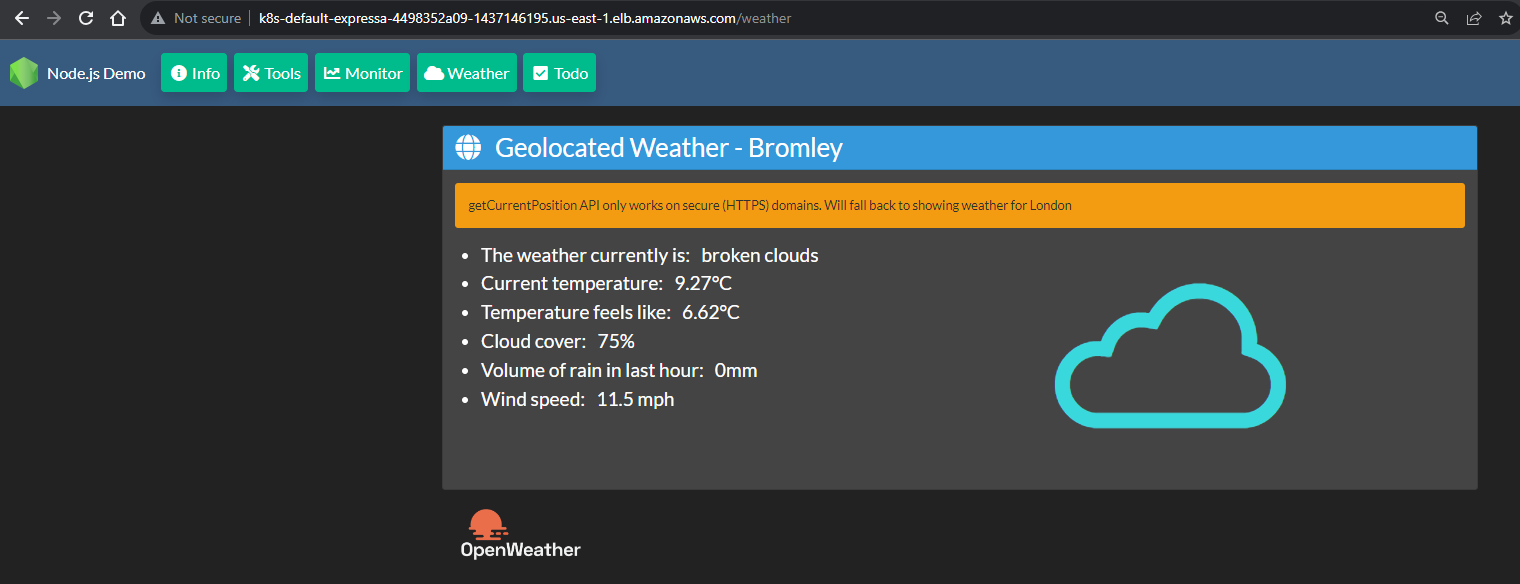 Not secure k8s-default-expressa-4498352a09-1437146195.us-east-1.elb.amazonaws.com/weather
Node.js Demo Info Tools Monitor Weather Todo
Geolocated Weather - Bromley
getCurrentPosition API only works on secure (HTTPS) domains. Will fall back to showing weather for London
The weather currently is: broken clouds
Current temperature: 9.27°C
Temperature feels like: 6.62°C
Cloud cover: 75%
Volume of rain in last hour: 0mm
Wind speed: 11.5 mph
OpenWeather